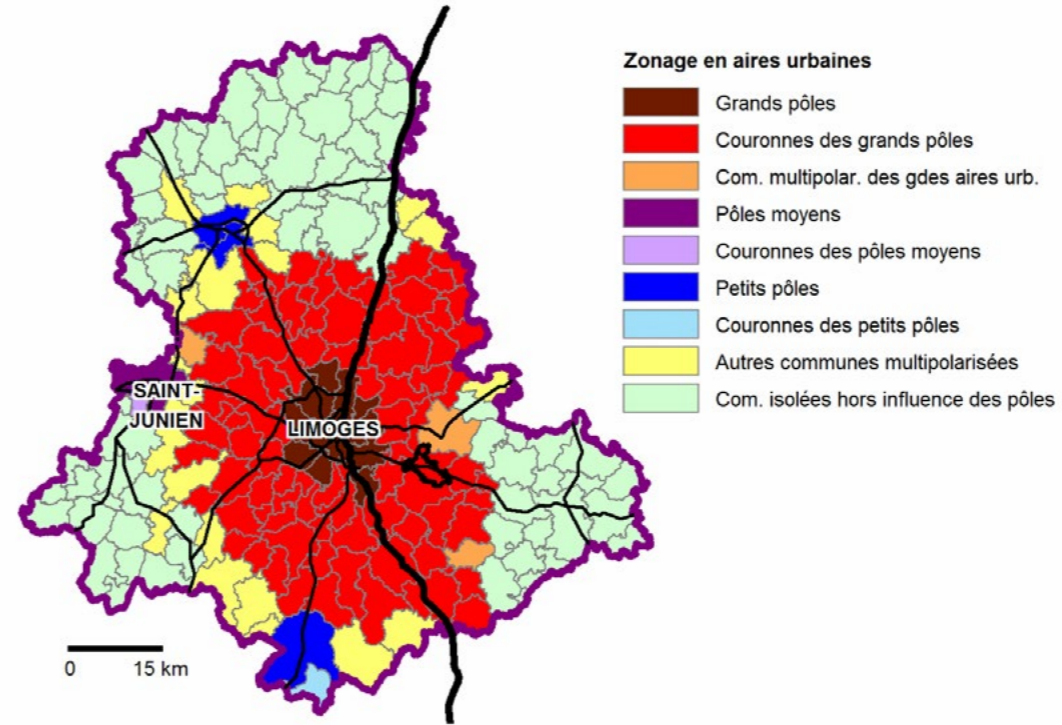 Zonage en aires urbaines
Grands pôles
Couronnes des grands pôles
Com. multipolar. des gdes aires urb.
Pôles moyens
Couronnes des pôles moyens
Petits pôles
Couronnes des petits pôles
Autres communes multipolarisées
Com. isolées hors influence des pôles
SAINT-
JUNIEN
LIMOGES
0 15 km